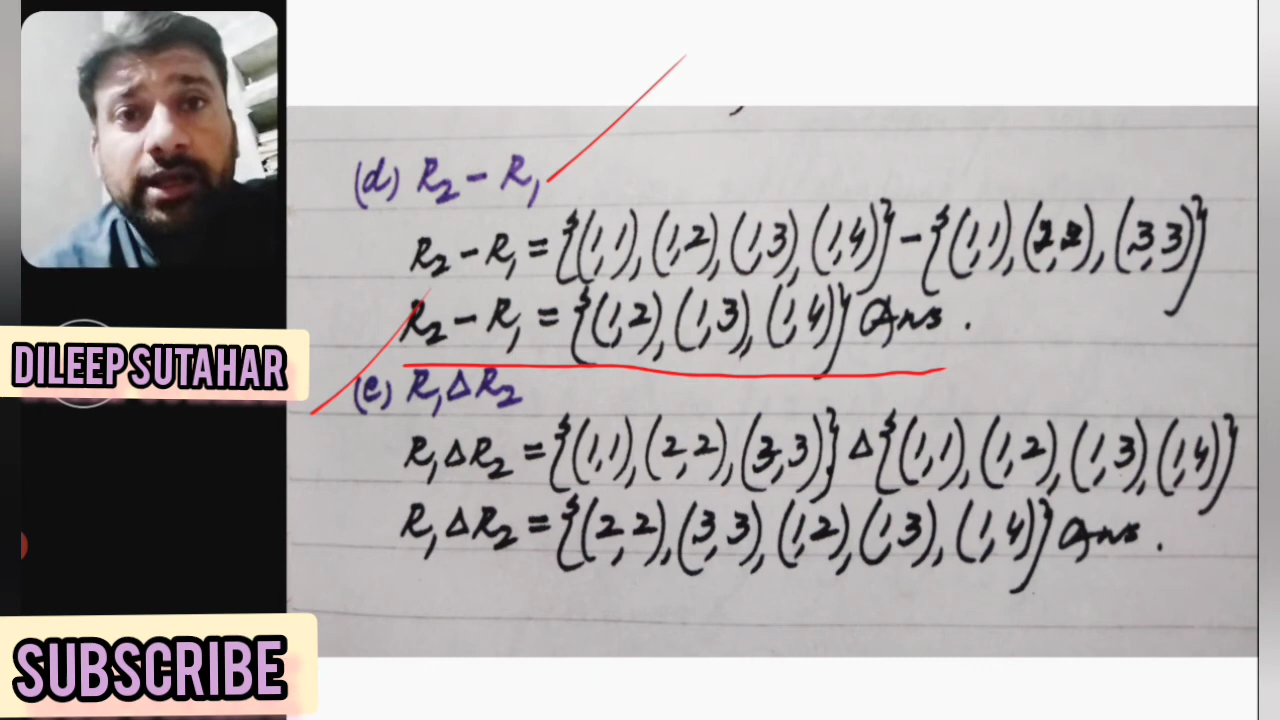 (d) R₂ - R₁
R₂ - R₁ = {(1,1), (1,2), (1,3), (1,4)} - {(1,1), (2,2), (3,3)}
R₂ - R₁ = {(1,2), (1,3), (1,4)} Ans.
(e) R₁ Δ R₂
R₁ Δ R₂ = {(1,1), (2,2), (3,3)} Δ {(1,1), (1,2), (1,3), (1,4)}
R₁ Δ R₂ = {(2,2), (3,3), (1,2), (1,3), (1,4)} Ans.
DILEEP SUTAHAR
SUBSCRIBE